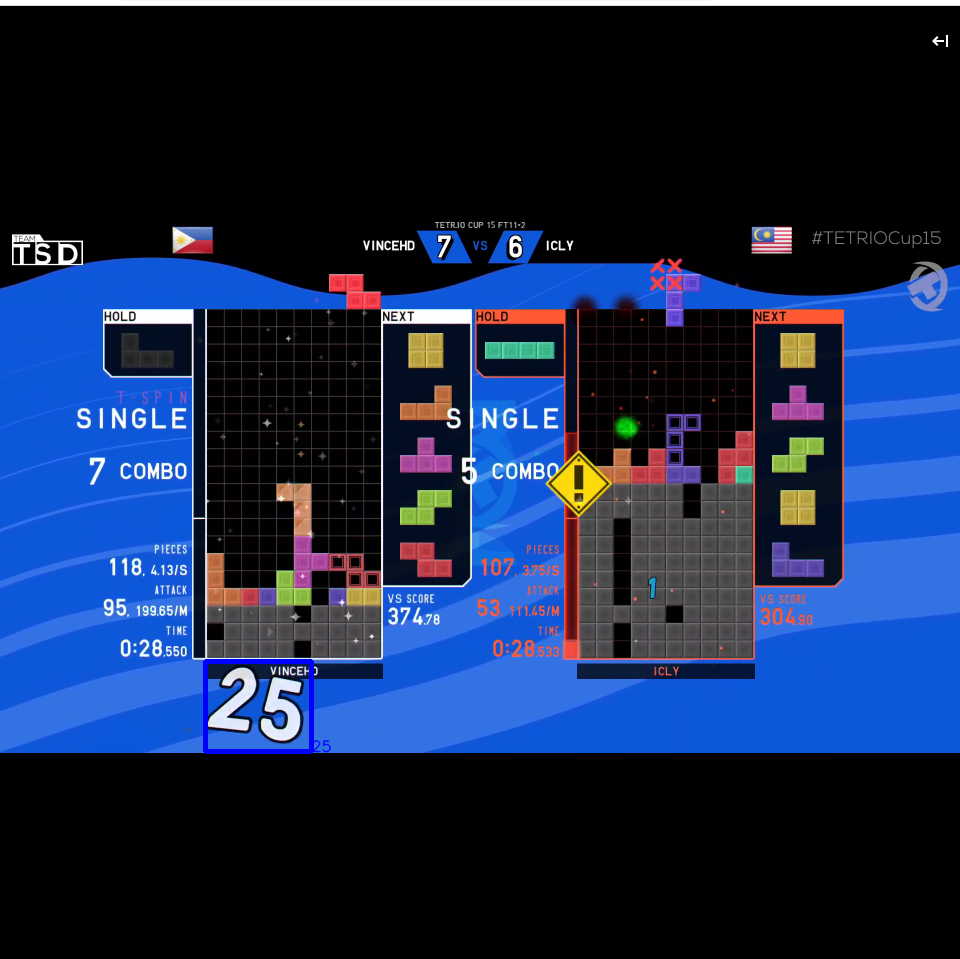 TETR.IO CUP 15 FT11-2
TEAM
TSD
VINCEHD 7 VS 6 ICLY
#TETRIOCup15
HOLD
NEXT
T-SPIN
SINGLE
7 COMBO
PIECES
118, 4.13/S
ATTACK
95, 199.65/M
TIME
0:28.550
VS SCORE
374.78
VINCEHD
25
25
HOLD
NEXT
SINGLE
5 COMBO
!
1
PIECES
107, 3.75/S
ATTACK
53, 111.45/M
TIME
0:28.533
VS SCORE
304.90
ICLY